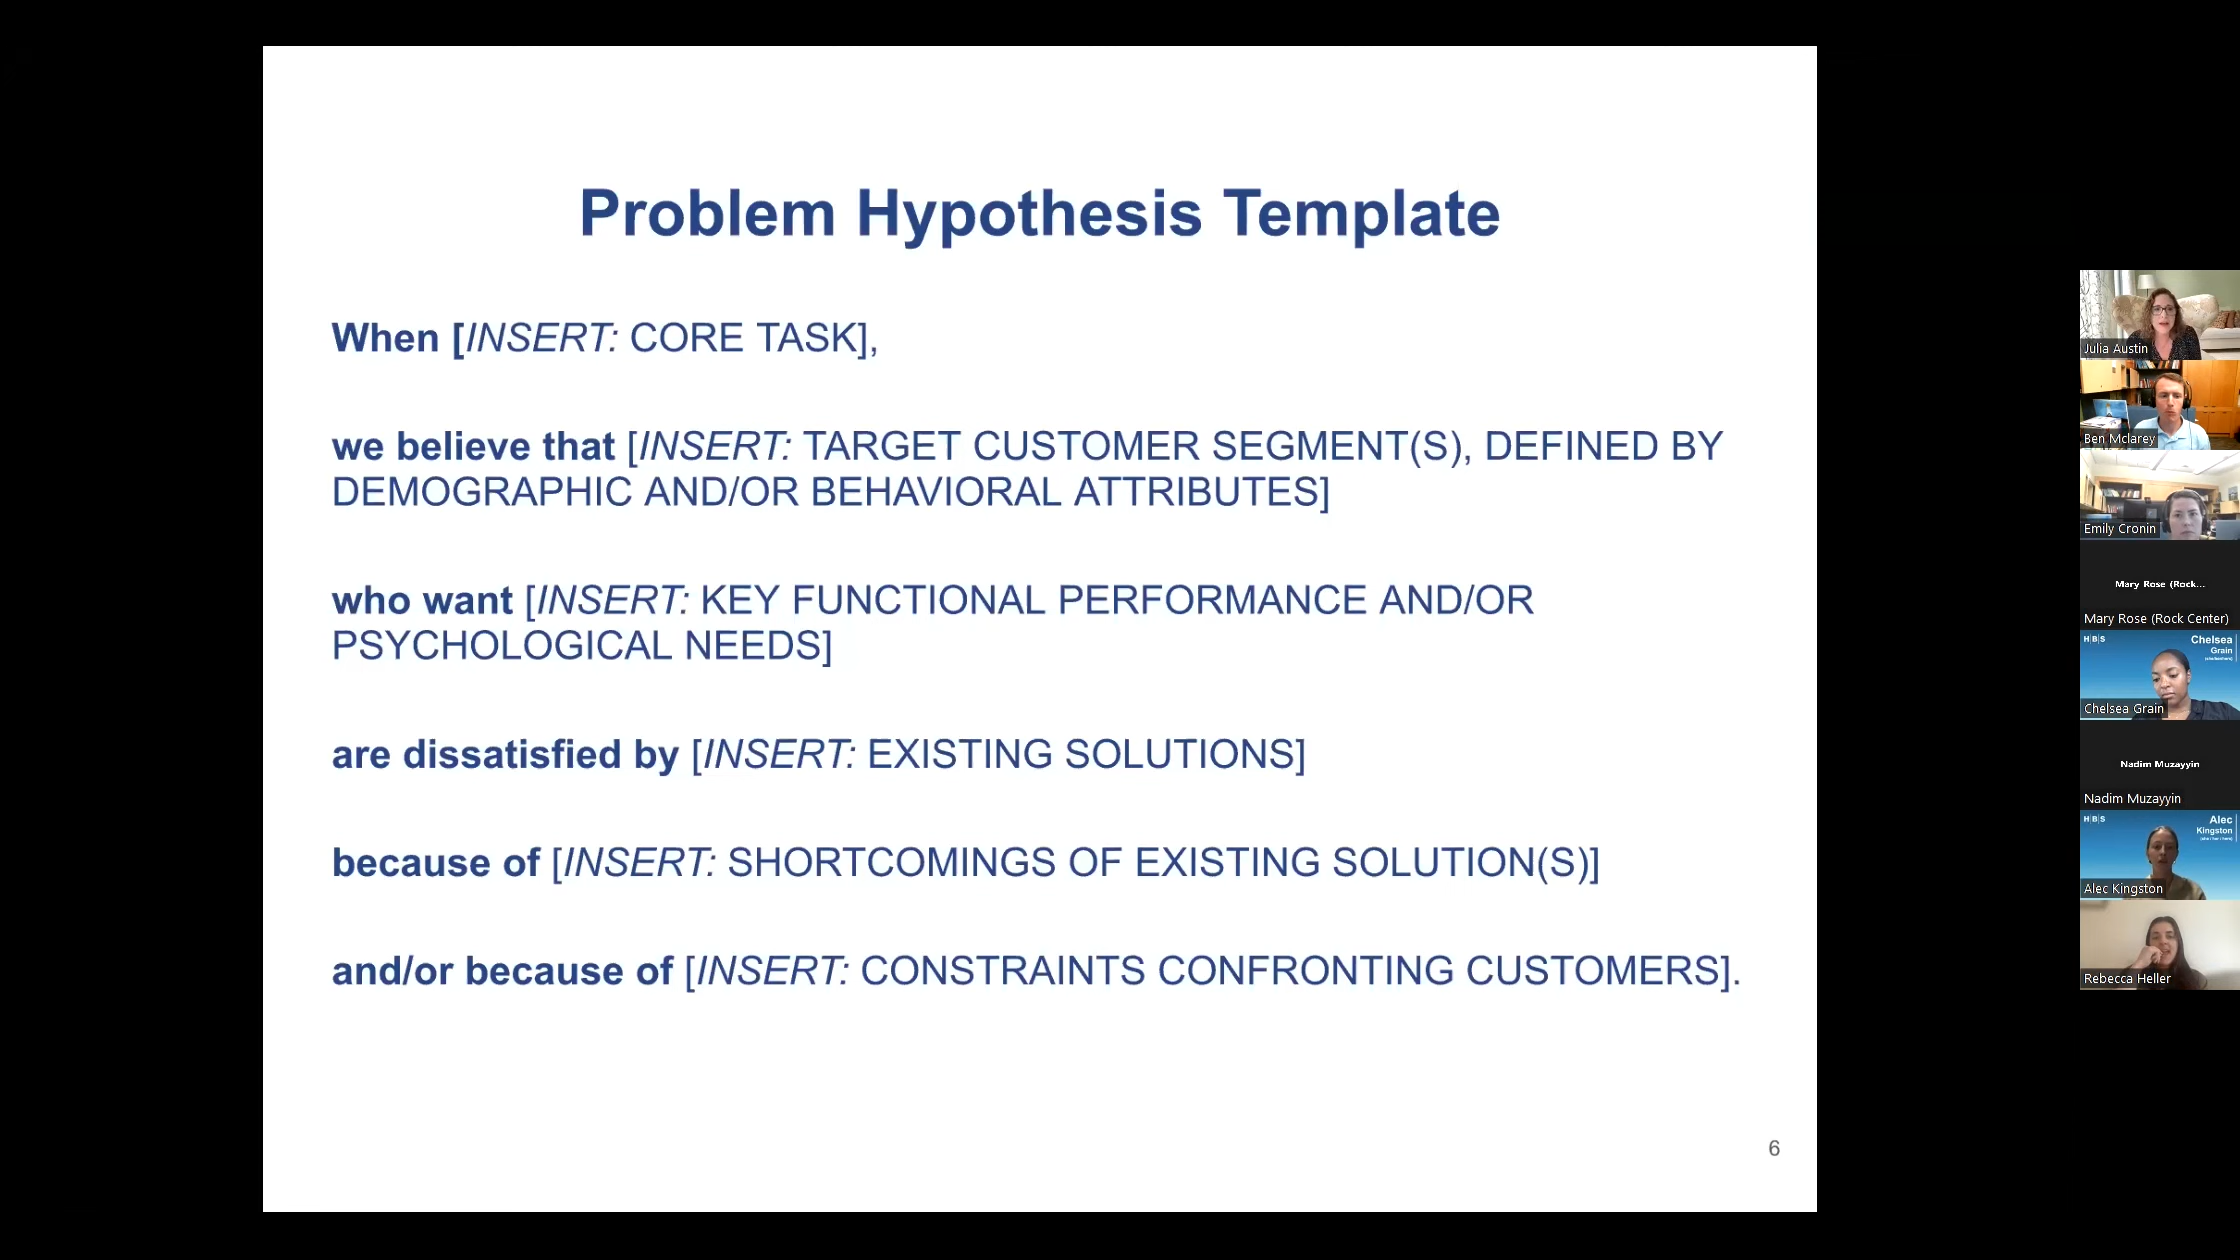 Problem Hypothesis Template
When [INSERT: CORE TASK],
we believe that [INSERT: TARGET CUSTOMER SEGMENT(S), DEFINED BY
DEMOGRAPHIC AND/OR BEHAVIORAL ATTRIBUTES]
who want [INSERT: KEY FUNCTIONAL PERFORMANCE AND/OR
PSYCHOLOGICAL NEEDS]
are dissatisfied by [INSERT: EXISTING SOLUTIONS]
because of [INSERT: SHORTCOMINGS OF EXISTING SOLUTION(S)]
and/or because of [INSERT: CONSTRAINTS CONFRONTING CUSTOMERS].
6
Julia Austin
Ben Mclarey
Emily Cronin
Mary Rose (Rock...
Mary Rose (Rock Center)
H|B|S
Chelsea
Grain
Chelsea Grain
Nadim Muzayyin
Nadim Muzayyin
H|B|S
Alec
Kingston
Alec Kingston
Rebecca Heller